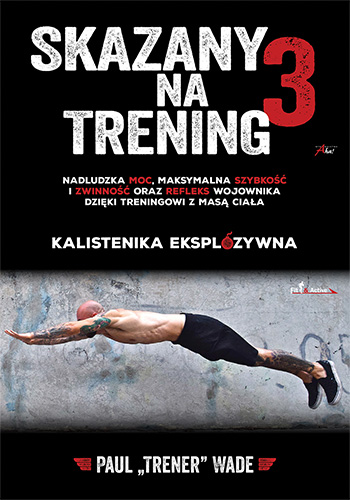 SKAZANY
NA
TRENING 3
Aha!
NADLUDZKA MOC, MAKSYMALNA SZYBKOŚĆ
I ZWINNOŚĆ ORAZ REFLEKS WOJOWNIKA
DZIĘKI TRENINGOWI Z MASĄ CIAŁA
KALISTENIKA EKSPLOZYWNA
PAUL „TRENER” WADE